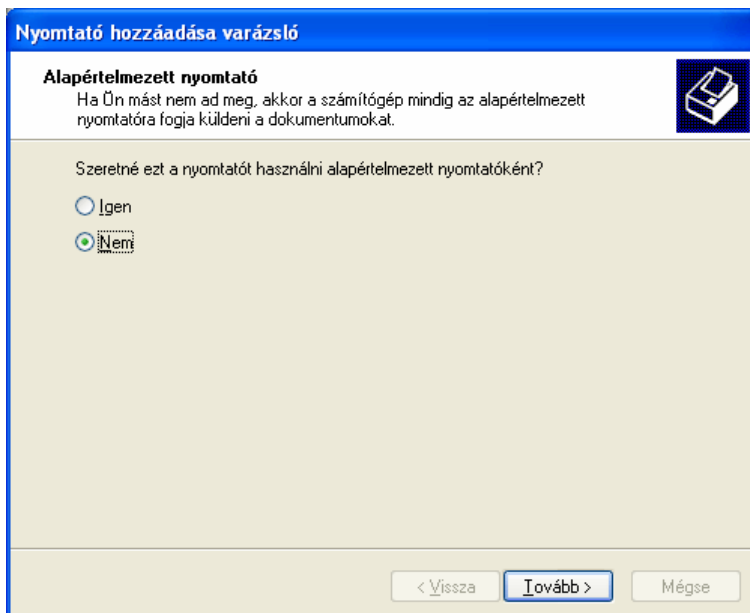 Nyomtató hozzáadása varázsló
Alapértelmezett nyomtató
Ha Ön mást nem ad meg, akkor a számítógép mindig az alapértelmezett
nyomtatóra fogja küldeni a dokumentumokat.
Szeretné ezt a nyomtatót használni alapértelmezett nyomtatóként?
Igen
Nem
< Vissza
Tovább >
Mégse